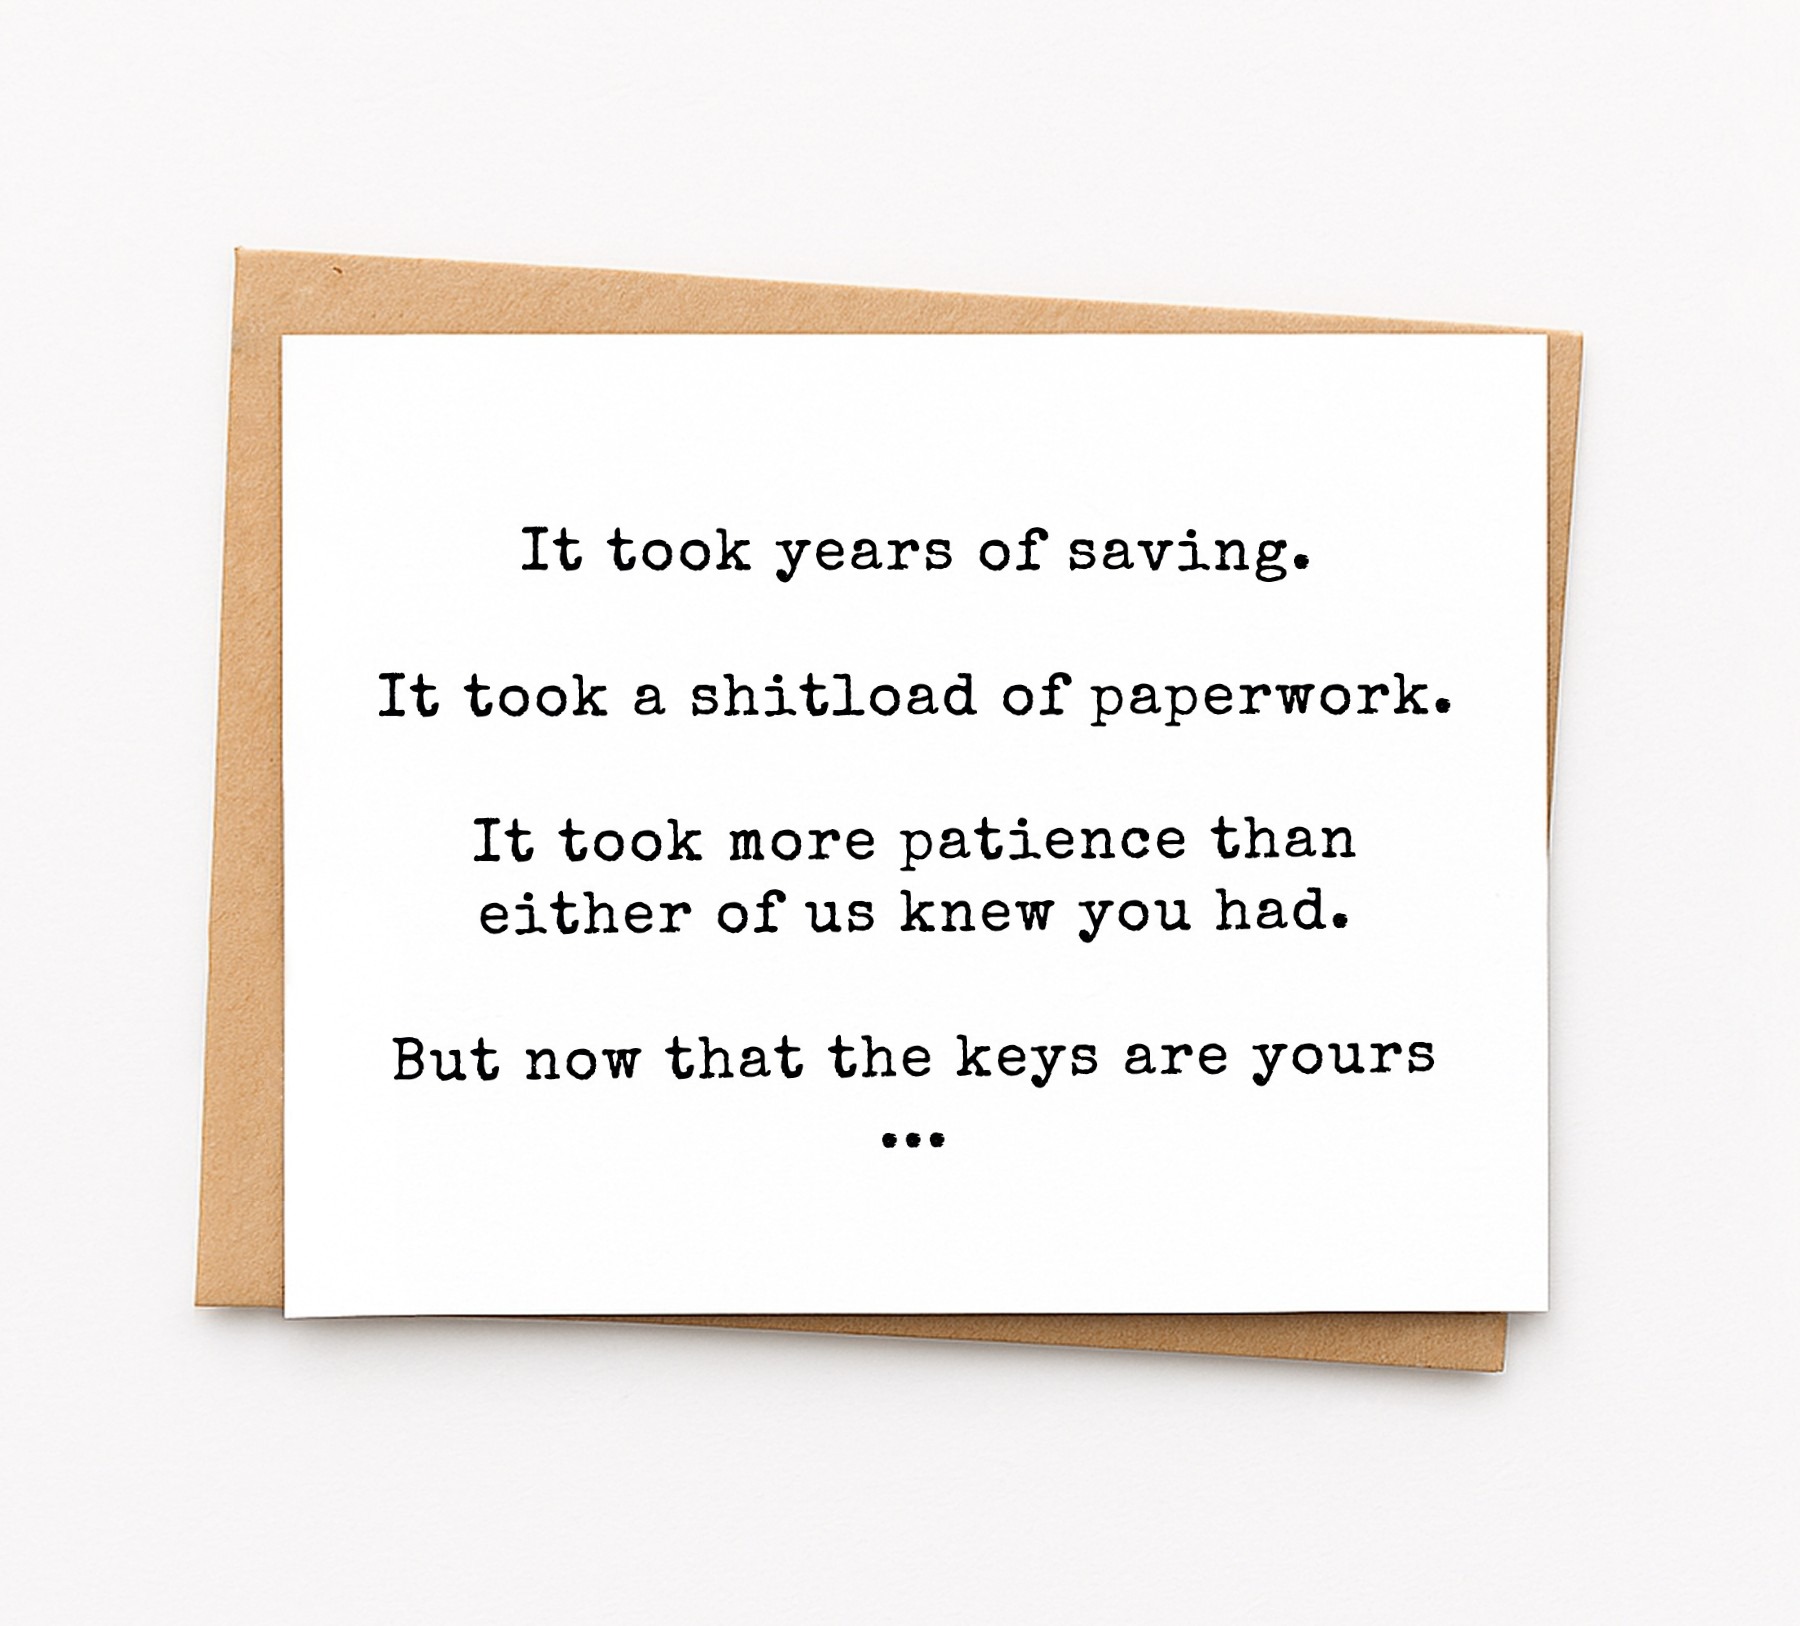 It took years of saving.
It took a shitload of paperwork.
It took more patience than
either of us knew you had.
But now that the keys are yours
...